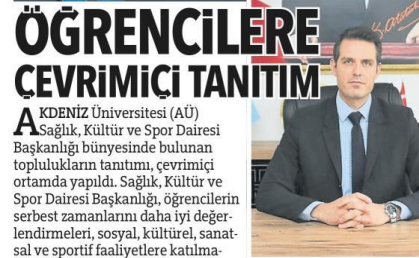 ÖĞRENCİLERE
ÇEVRİMİÇİ TANITIM
AKDENİZ Üniversitesi (AÜ)
Sağlık, Kültür ve Spor Dairesi
Başkanlığı bünyesinde bulunan
toplulukların tanıtımı, çevrimiçi
ortamda yapıldı. Sağlık, Kültür ve
Spor Dairesi Başkanlığı, öğrencilerin
serbest zamanlarını daha iyi değer-
lendirmeleri, sosyal, kültürel, sanat-
sal ve sportif faaliyetlere katılma-